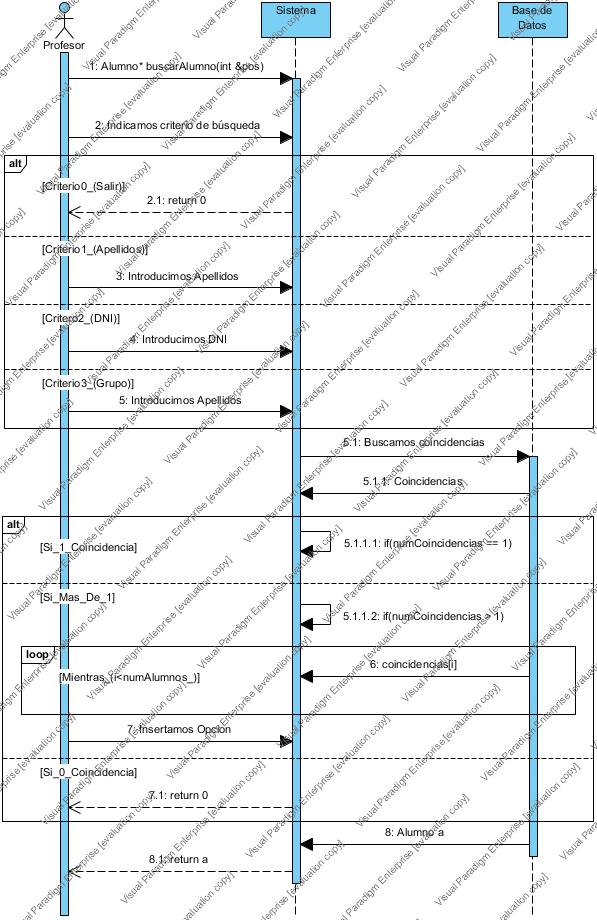 Profesor
Sistema
Base de
Datos
1: Alumno* buscarAlumno(int &pos)
2: Indicamos criterio de búsqueda
alt
[Criterio0_(Salir)]
2.1: return 0
[Criterio1_(Apellidos)]
3: Introducimos Apellidos
[Critero2_(DNI)]
4: Introducimos DNI
[Criterio3_(Grupo)]
5: Introducimos Apellidos
5.1: Buscamos coincidencias
5.1.1: Coincidencias
alt
[Si_1_Coincidencia]
5.1.1.1: if(numCoincidencias == 1)
[Si_Mas_De_1]
5.1.1.2: if(numCoincidencias > 1)
loop
6: coincidencias[i]
[Mientras_(i<numAlumnos_)]
7: Insertamos Opcion
[Si_0_Coincidencia]
7.1: return 0
8: Alumno a
8.1: return a
Visual Paradigm Enterprise [evaluation copy]